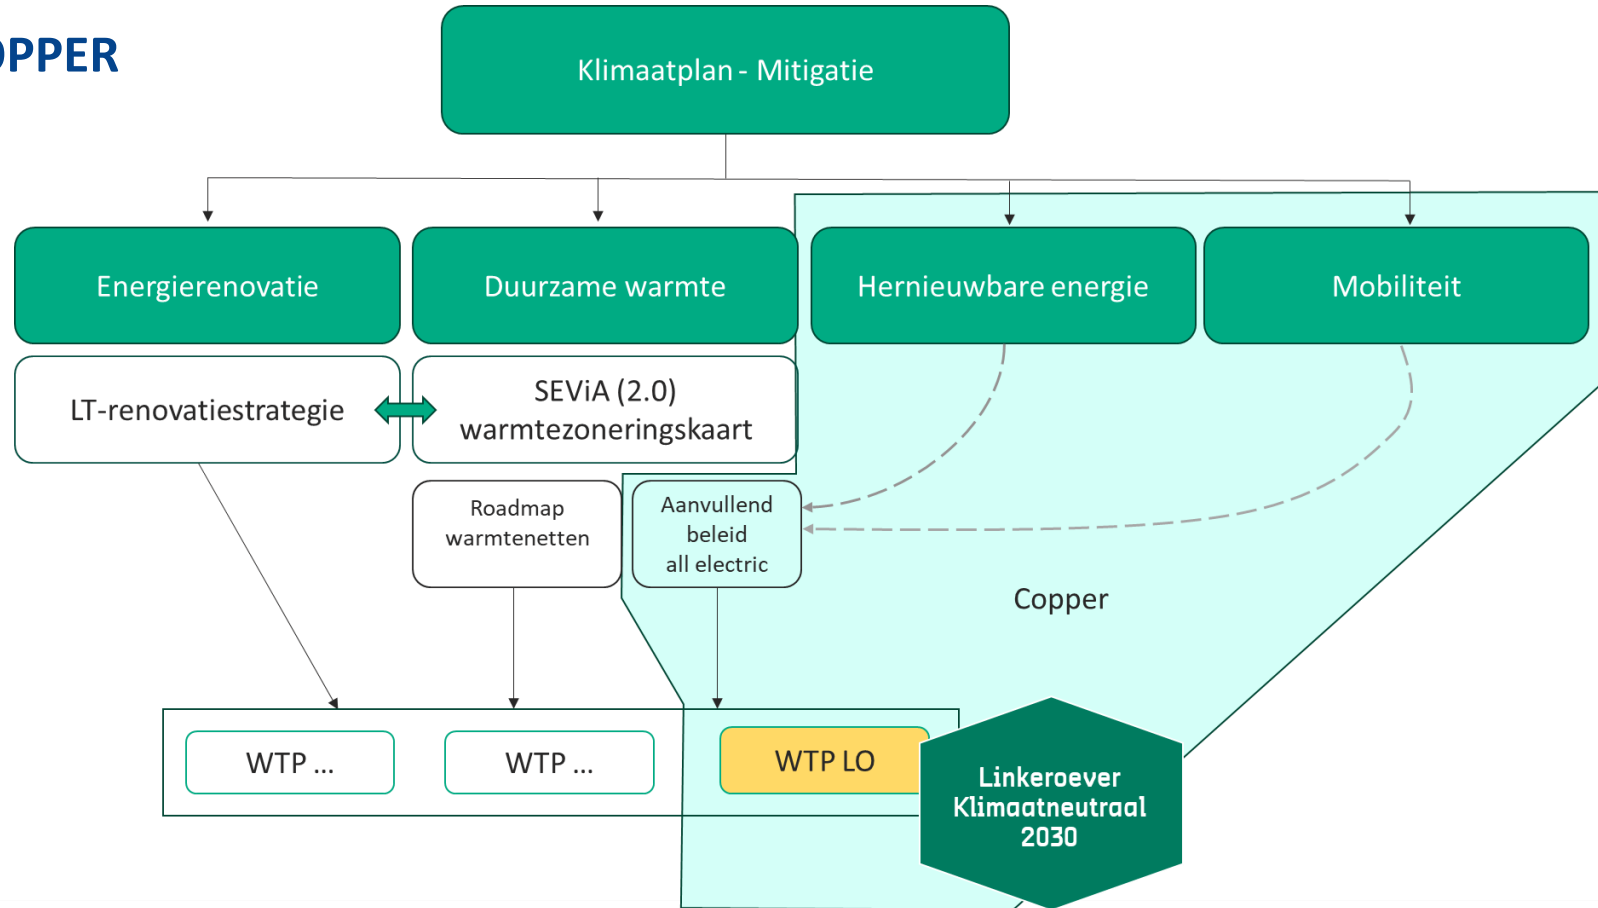 OPPER
Klimaatplan - Mitigatie
Energierenovatie
Duurzame warmte
Hernieuwbare energie
Mobiliteit
LT-renovatiestrategie
SEViA (2.0)
warmtezoneringskaart
Roadmap
warmtenetten
Aanvullend
beleid
all electric
Copper
WTP ...
WTP ...
WTP LO
Linkeroever
Klimaatneutraal
2030